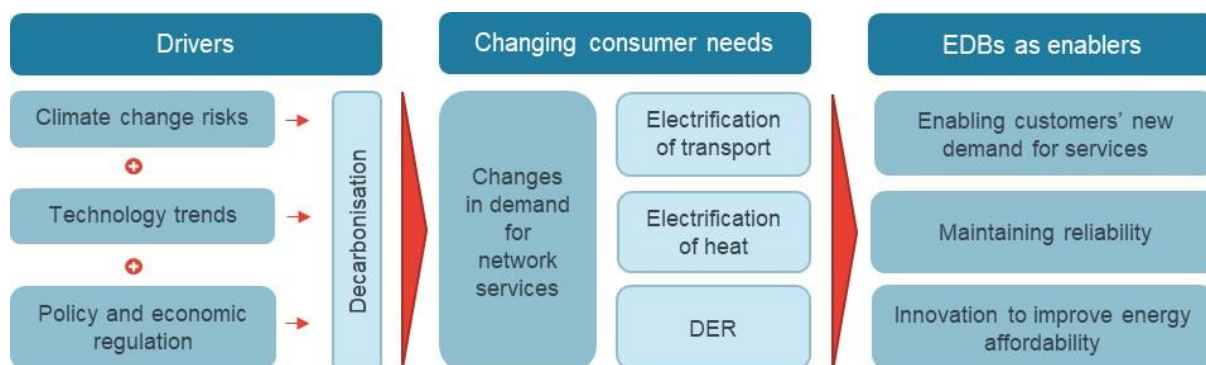 Drivers
Climate change risks
Technology trends
Policy and economic
regulation
Decarbonisation
Changing consumer needs
Changes
in demand
for
network
services
Electrification
of transport
Electrification
of heat
DER
EDBs as enablers
Enabling customers' new
demand for services
Maintaining reliability
Innovation to improve energy
affordability